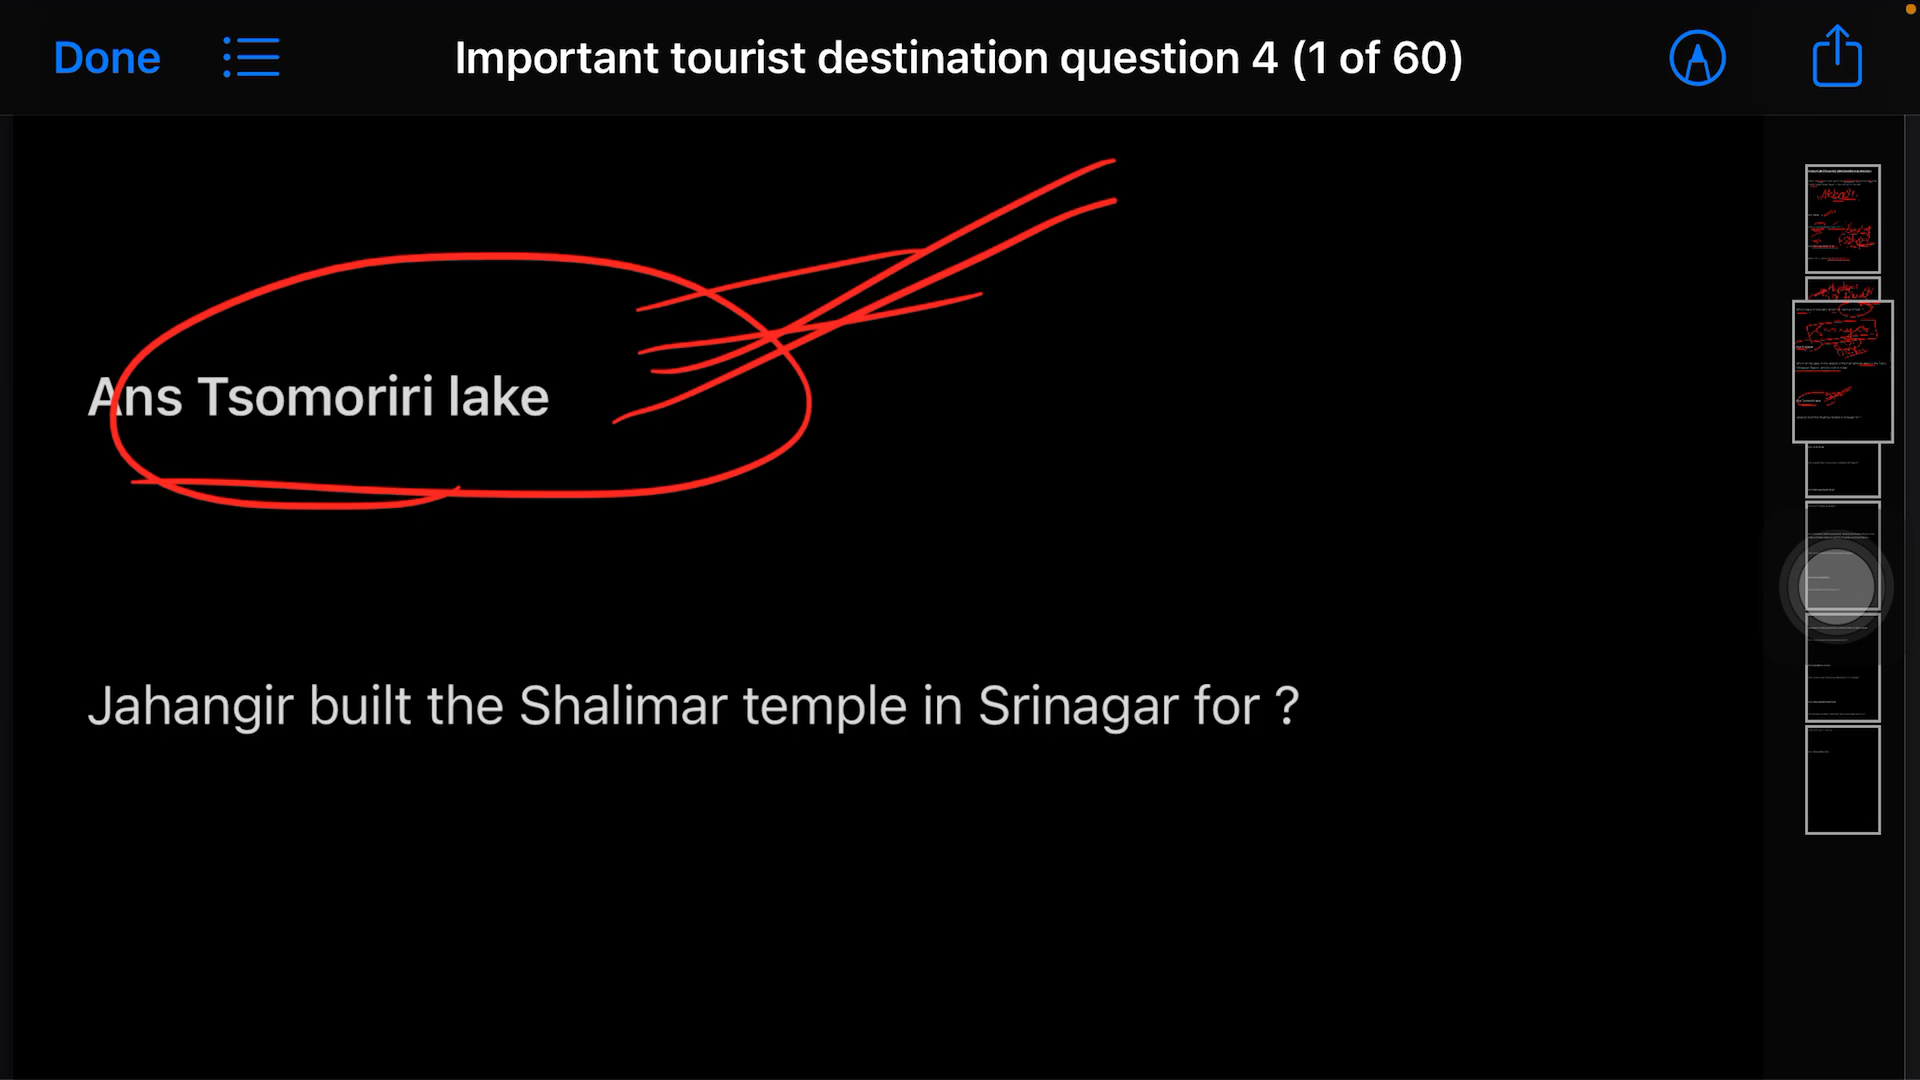 Done
Important tourist destination question 4 (1 of 60)
Ans Tsomoriri lake
Jahangir built the Shalimar temple in Srinagar for ?